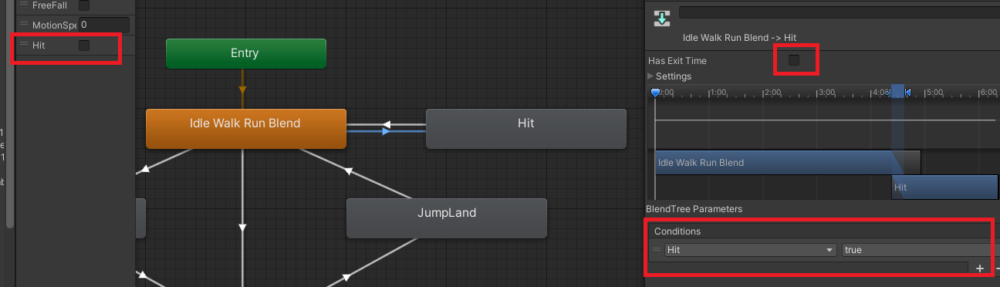 FreeFall
MotionSpe 0
Hit
Entry
Idle Walk Run Blend
Hit
JumpLand
Idle Walk Run Blend -> Hit
Has Exit Time
Settings
0:00 1:00 2:00 3:00 4:00 5:00 6:00
Idle Walk Run Blend
Hit
BlendTree Parameters
Conditions
Hit true
+